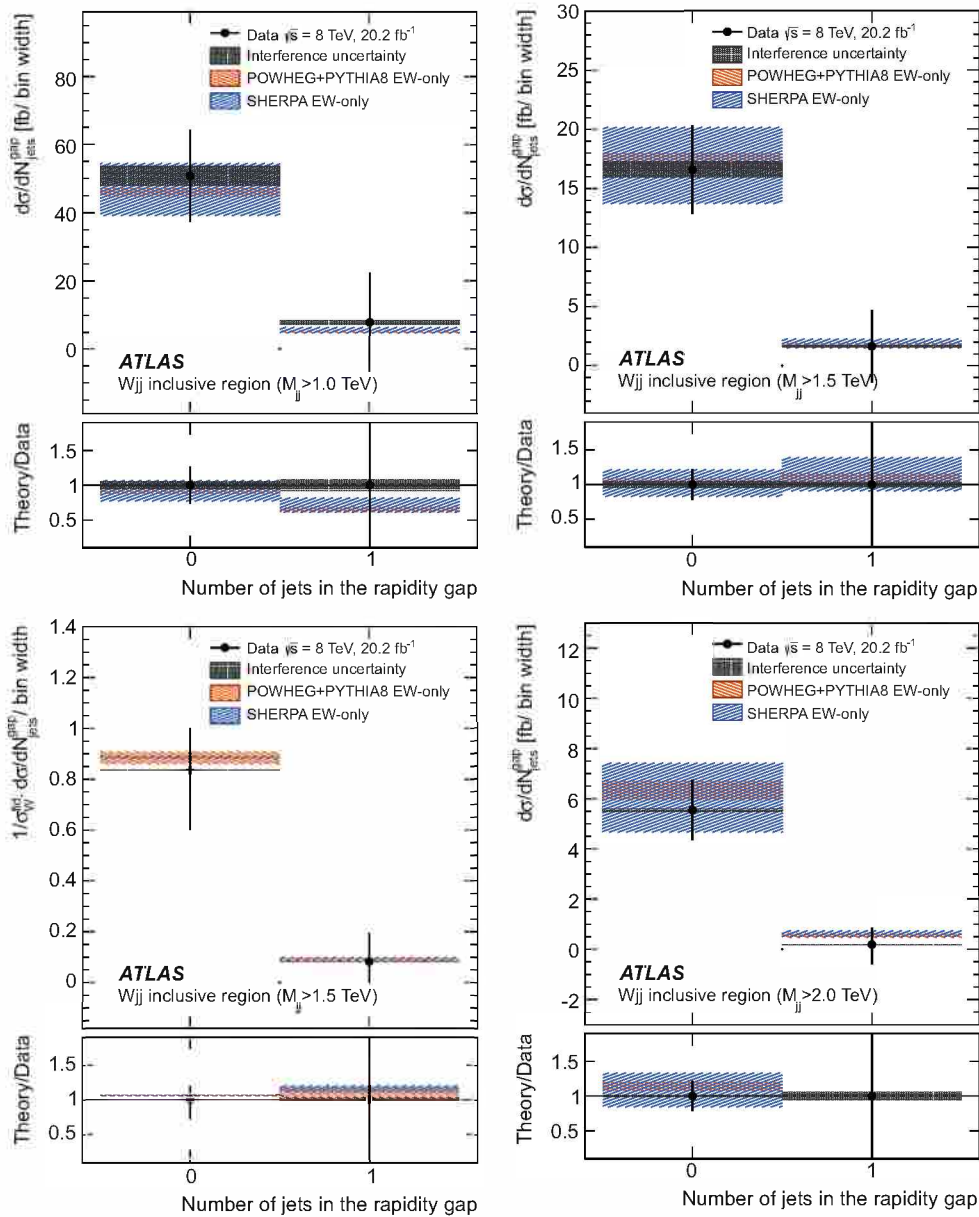 dσ/dN^gap_jets [fb/ bin width]
80
60
40
20
0
Data √s = 8 TeV, 20.2 fb⁻¹
Interference uncertainty
POWHEG+PYTHIA8 EW-only
SHERPA EW-only
ATLAS
Wjj inclusive region (M_jj>1.0 TeV)
Theory/Data
1.5
1
0.5
0 1
Number of jets in the rapidity gap
dσ/dN^gap_jets [fb/ bin width]
30
25
20
15
10
5
0
Data √s = 8 TeV, 20.2 fb⁻¹
Interference uncertainty
POWHEG+PYTHIA8 EW-only
SHERPA EW-only
ATLAS
Wjj inclusive region (M_jj>1.5 TeV)
Theory/Data
1.5
1
0.5
0 1
Number of jets in the rapidity gap
1/σ^fid_W · dσ/dN^gap_jets/ bin width]
1.4
1.2
1
0.8
0.6
0.4
0.2
0
Data √s = 8 TeV, 20.2 fb⁻¹
Interference uncertainty
POWHEG+PYTHIA8 EW-only
SHERPA EW-only
ATLAS
Wjj inclusive region (M_jj>1.5 TeV)
Theory/Data
1.5
1
0.5
0 1
Number of jets in the rapidity gap
dσ/dN^gap_jets [fb/ bin width]
12
10
8
6
4
2
0
-2
Data √s = 8 TeV, 20.2 fb⁻¹
Interference uncertainty
POWHEG+PYTHIA8 EW-only
SHERPA EW-only
ATLAS
Wjj inclusive region (M_jj>2.0 TeV)
Theory/Data
1.5
1
0.5
0 1
Number of jets in the rapidity gap